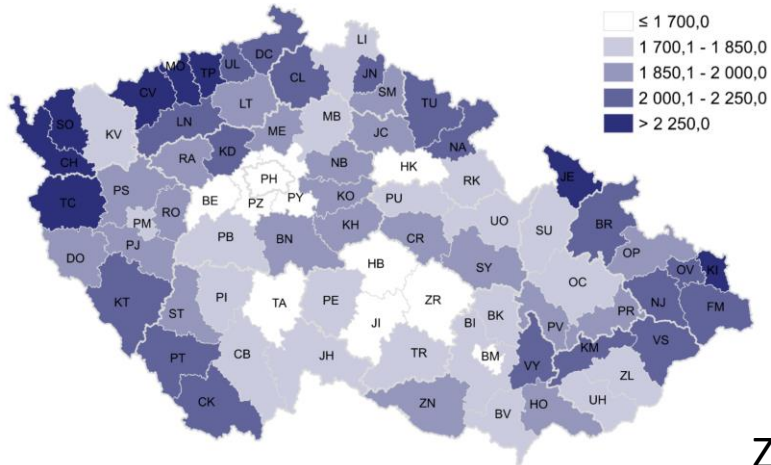 ≤ 1 700,0
1 700,1 - 1 850,0
1 850,1 - 2 000,0
2 000,1 - 2 250,0
> 2 250,0
LI
DC
MO
TP
UL
CL
JN
CV
SM
LT
TU
SO
LN
MB
KV
ME
JC
NA
CH
RA
KD
NB
HK
PH
RK
JE
TC
PS
BE
PZ
PY
KO
PU
RO
PM
UO
SU
BR
KH
PJ
PB
BN
CR
OP
DO
SY
HB
OC
OV
KI
KT
PI
TA
PE
ZR
NJ
FM
ST
JI
BI
BK
PV
PR
CB
JH
TR
BM
KM
VS
PT
VY
ZL
CK
ZN
HO
UH
BV
Z